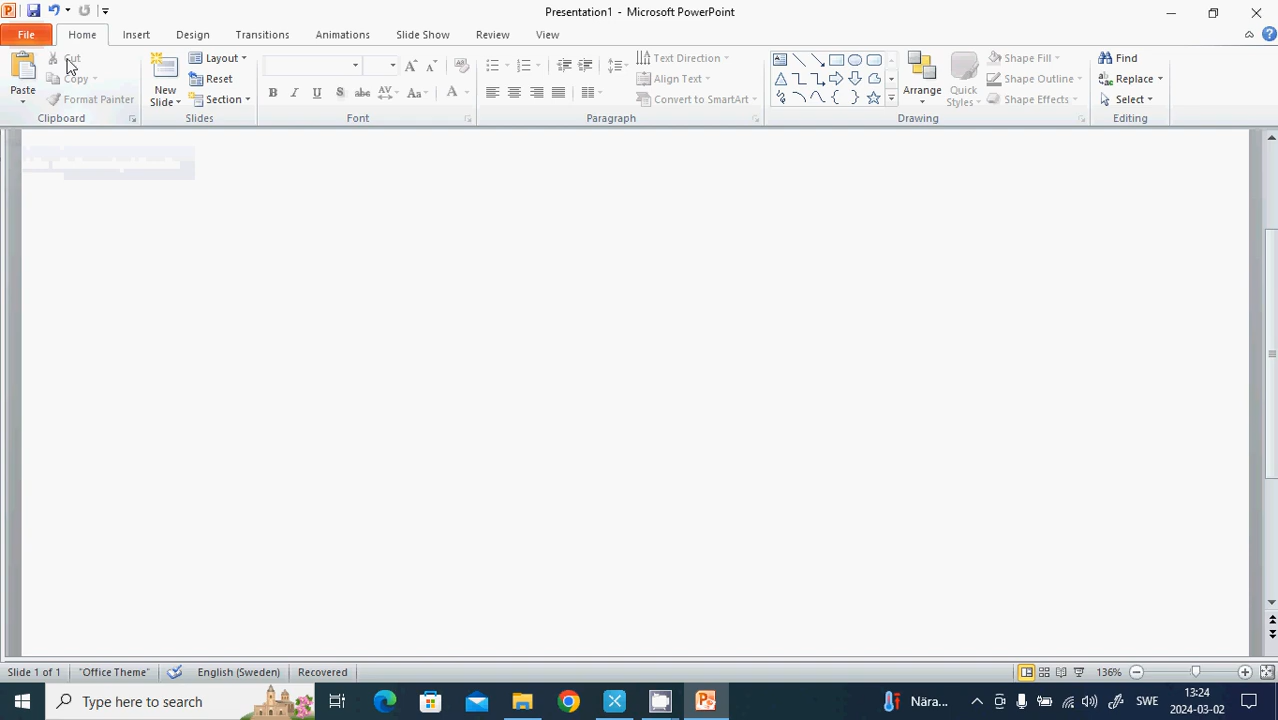 Presentation1 - Microsoft PowerPoint
File Home Insert Design Transitions Animations Slide Show Review View
Cut Layout Text Direction Shape Fill Find
Copy Reset Align Text Shape Outline Replace
Paste New Slide Arrange Quick Styles
Format Painter Section B I U S abc AV Aa A Convert to SmartArt Shape Effects Select
Clipboard Slides Font Paragraph Drawing Editing
Slide 1 of 1 "Office Theme" English (Sweden) Recovered 136%
Type here to search Nära... SWE 13:24
2024-03-02